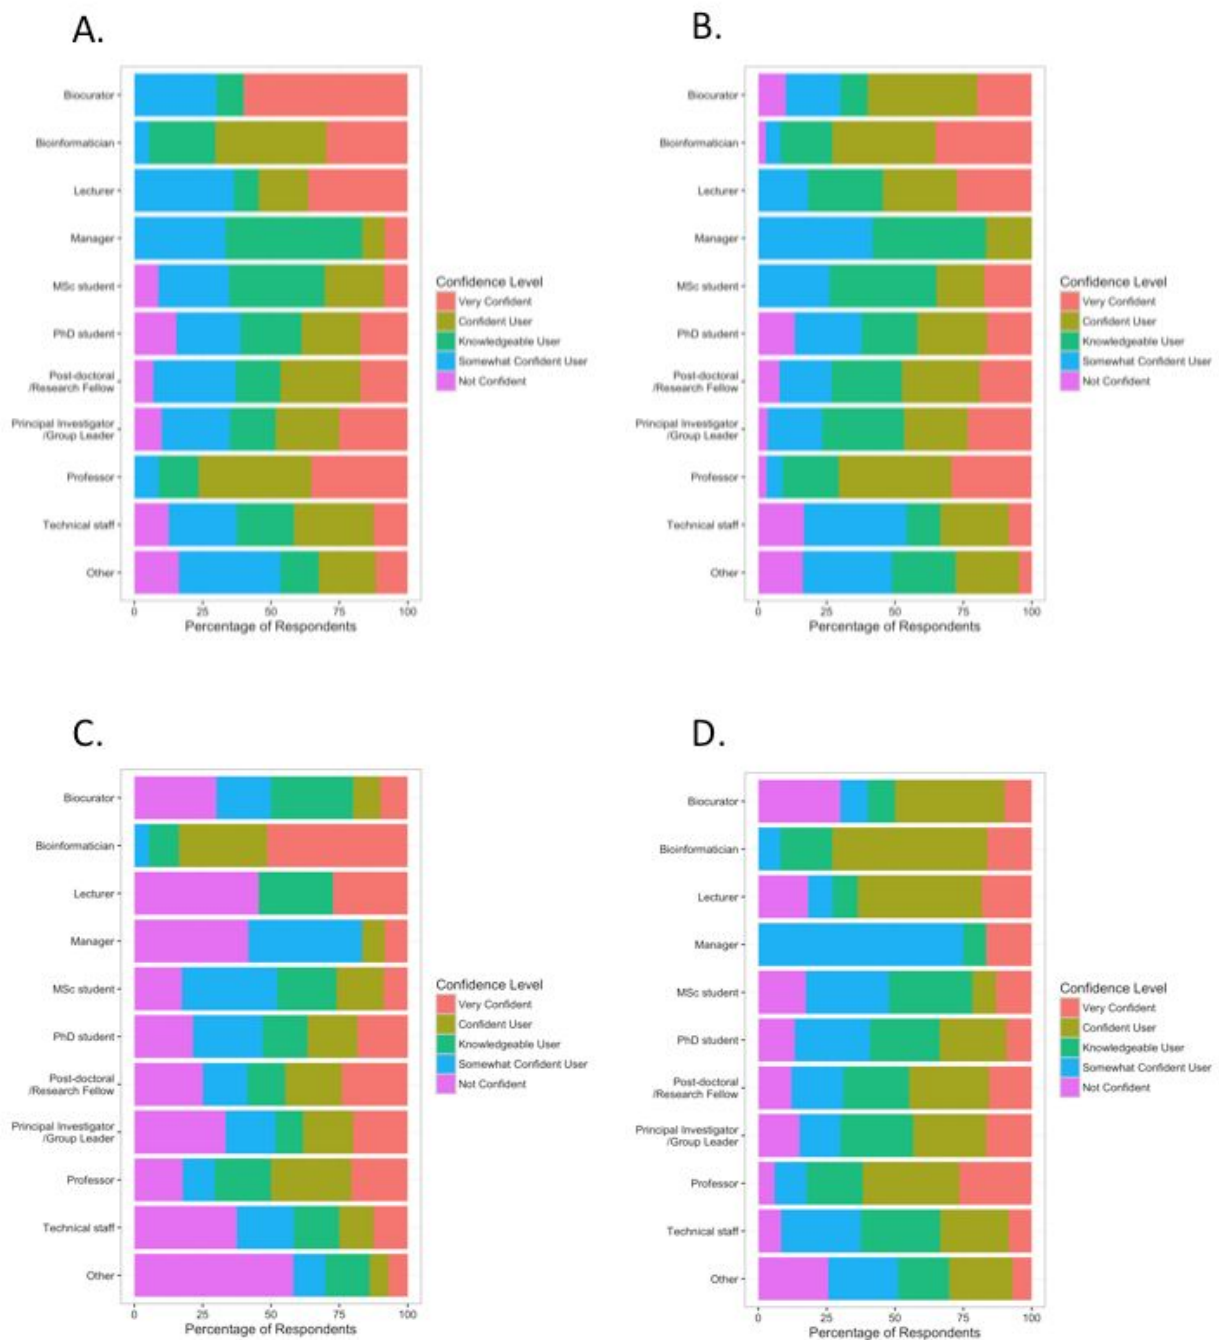 A.
Biocurator
Bioinformatician
Lecturer
Manager
MSc student
PhD student
Post-doctoral
/Research Fellow
Principal Investigator
/Group Leader
Professor
Technical staff
Other
0 25 50 75 100
Percentage of Respondents
Confidence Level
Very Confident
Confident User
Knowledgeable User
Somewhat Confident User
Not Confident
B.
Biocurator
Bioinformatician
Lecturer
Manager
MSc student
PhD student
Post-doctoral
/Research Fellow
Principal Investigator
/Group Leader
Professor
Technical staff
Other
0 25 50 75 100
Percentage of Respondents
Confidence Level
Very Confident
Confident User
Knowledgeable User
Somewhat Confident User
Not Confident
C.
Biocurator
Bioinformatician
Lecturer
Manager
MSc student
PhD student
Post-doctoral
/Research Fellow
Principal Investigator
/Group Leader
Professor
Technical staff
Other
0 25 50 75 100
Percentage of Respondents
Confidence Level
Very Confident
Confident User
Knowledgeable User
Somewhat Confident User
Not Confident
D.
Biocurator
Bioinformatician
Lecturer
Manager
MSc student
PhD student
Post-doctoral
/Research Fellow
Principal Investigator
/Group Leader
Professor
Technical staff
Other
0 25 50 75 100
Percentage of Respondents
Confidence Level
Very Confident
Confident User
Knowledgeable User
Somewhat Confident User
Not Confident